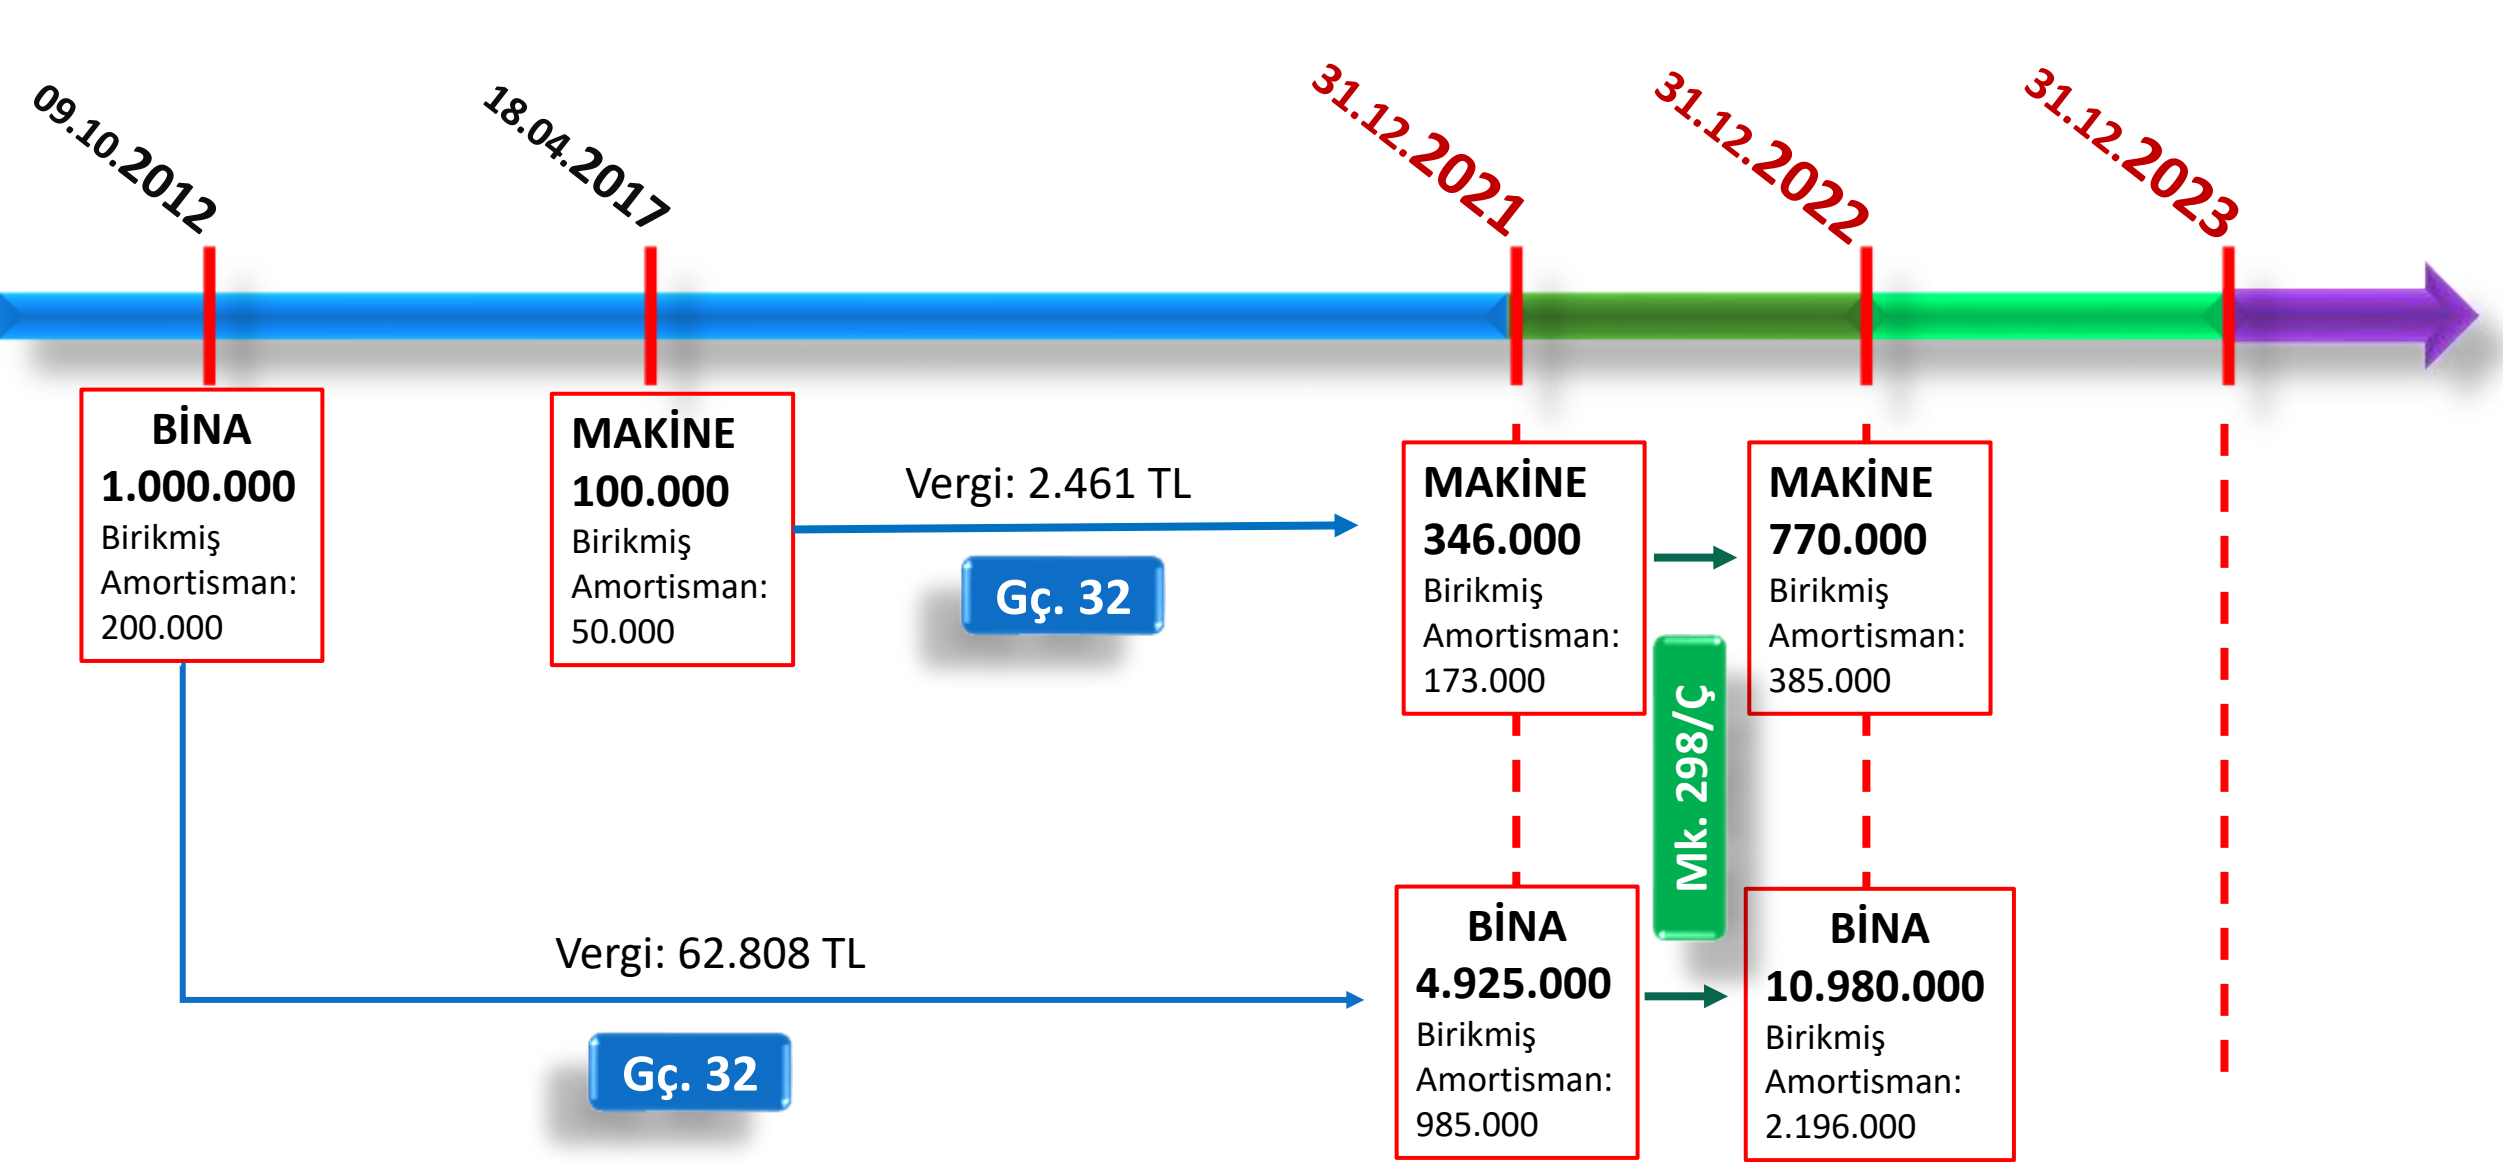 09.10.2012
18.04.2017
31.12.2021
31.12.2022
31.12.2023
BİNA
1.000.000
Birikmiş
Amortisman:
200.000
MAKİNE
100.000
Birikmiş
Amortisman:
50.000
Vergi: 2.461 TL
Gç. 32
MAKİNE
346.000
Birikmiş
Amortisman:
173.000
MAKİNE
770.000
Birikmiş
Amortisman:
385.000
Mk. 298/Ç
Vergi: 62.808 TL
Gç. 32
BİNA
4.925.000
Birikmiş
Amortisman:
985.000
BİNA
10.980.000
Birikmiş
Amortisman:
2.196.000